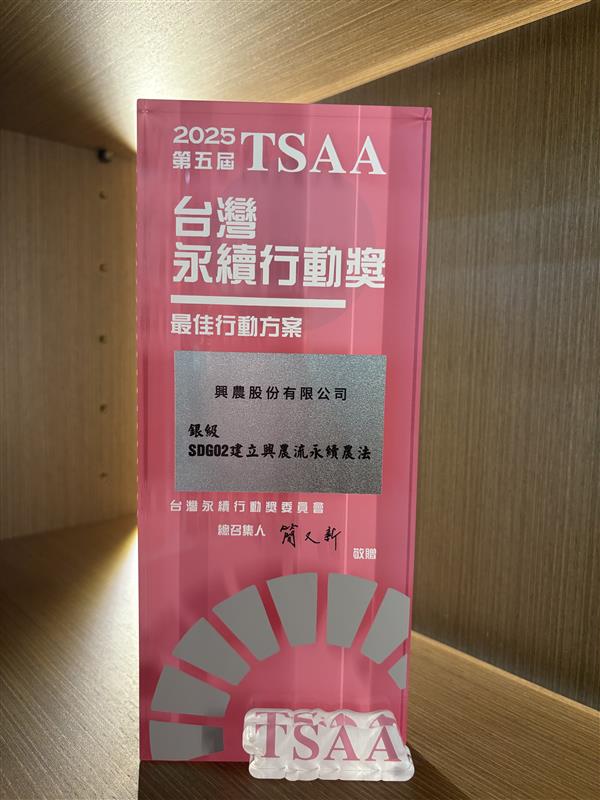 2025
第五屆 TSAA
台灣
永續行動獎
最佳行動方案
興農股份有限公司
銀級
SDG02建立興農流永續農法
台灣永續行動獎委員會
總召集人 簡又新
敬贈
TSAA